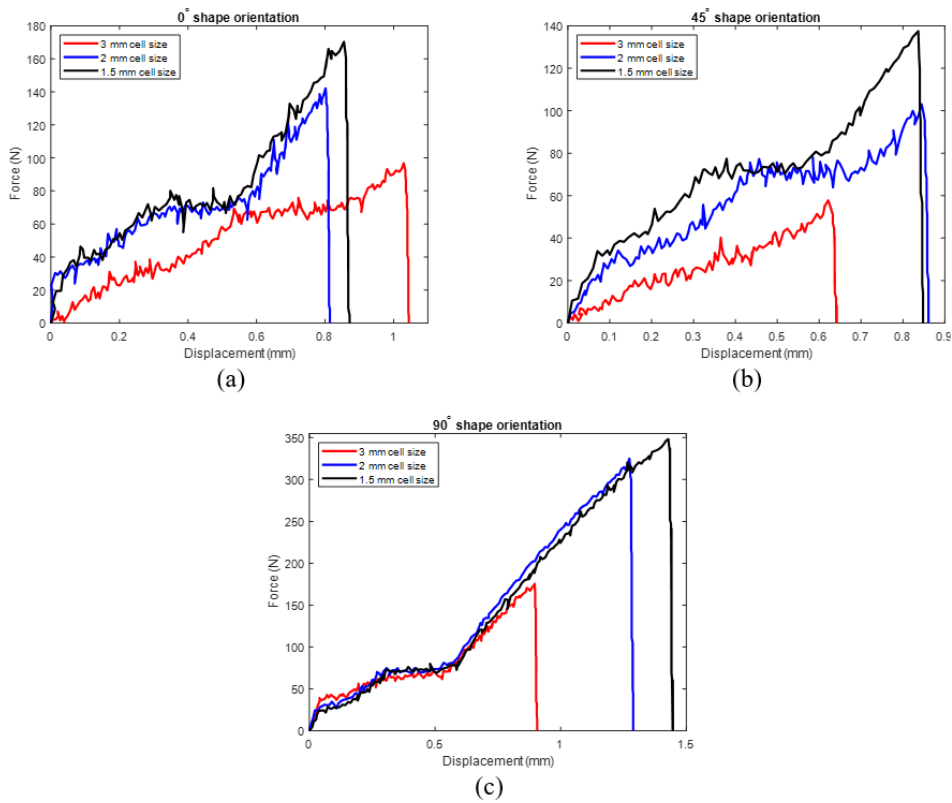 0° shape orientation
3 mm cell size
2 mm cell size
1.5 mm cell size
Force (N)
180
160
140
120
100
80
60
40
20
0
0 0.2 0.4 0.6 0.8 1
Displacement (mm)
(a)
45° shape orientation
3 mm cell size
2 mm cell size
1.5 mm cell size
Force (N)
140
120
100
80
60
40
20
0
0 0.1 0.2 0.3 0.4 0.5 0.6 0.7 0.8 0.9
Displacement (mm)
(b)
90° shape orientation
3 mm cell size
2 mm cell size
1.5 mm cell size
Force (N)
350
300
250
200
150
100
50
0
0 0.5 1 1.5
Displacement (mm)
(c)